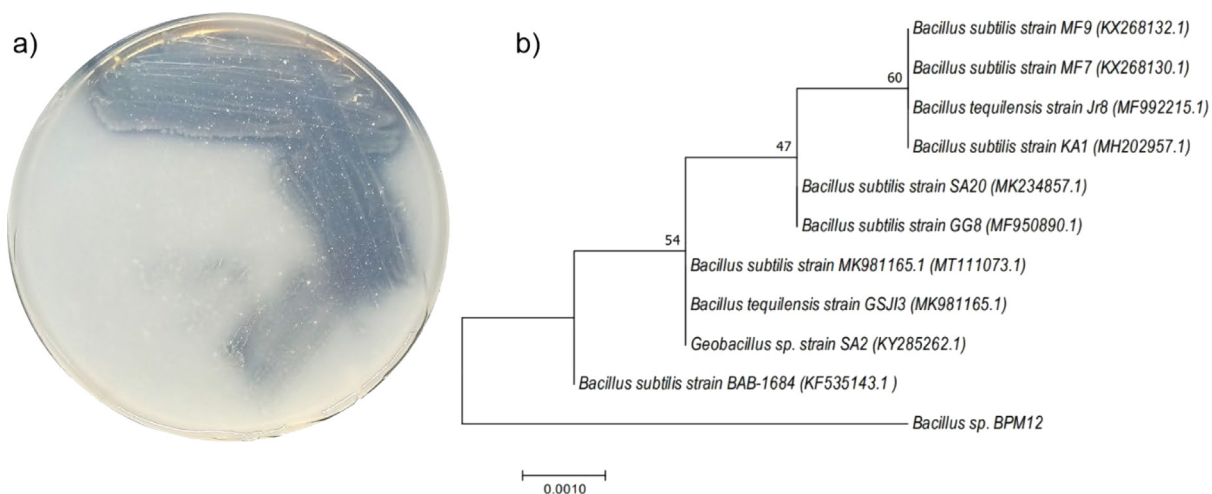 a)
b)
Bacillus subtilis strain MF9 (KX268132.1)
Bacillus subtilis strain MF7 (KX268130.1)
60
Bacillus tequilensis strain Jr8 (MF992215.1)
Bacillus subtilis strain KA1 (MH202957.1)
47
Bacillus subtilis strain SA20 (MK234857.1)
Bacillus subtilis strain GG8 (MF950890.1)
54
Bacillus subtilis strain MK981165.1 (MT111073.1)
Bacillus tequilensis strain GSJI3 (MK981165.1)
Geobacillus sp. strain SA2 (KY285262.1)
Bacillus subtilis strain BAB-1684 (KF535143.1 )
Bacillus sp. BPM12
0.0010